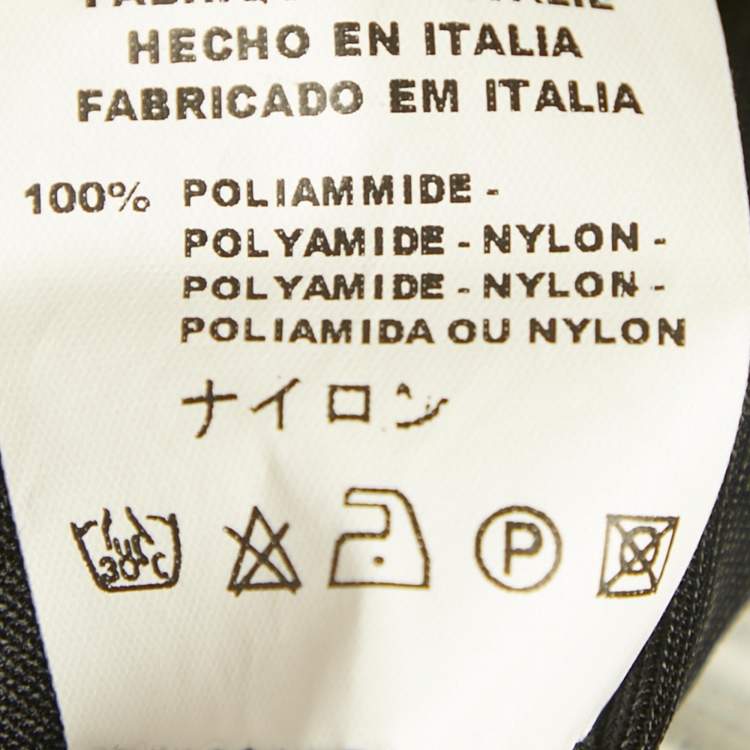 HECHO EN ITALIA
FABRICADO EM ITALIA
100% POLIAMMIDE -
POLYAMIDE - NYLON -
POLYAMIDE - NYLON -
POLIAMIDA OU NYLON
ナイロン
30°C P